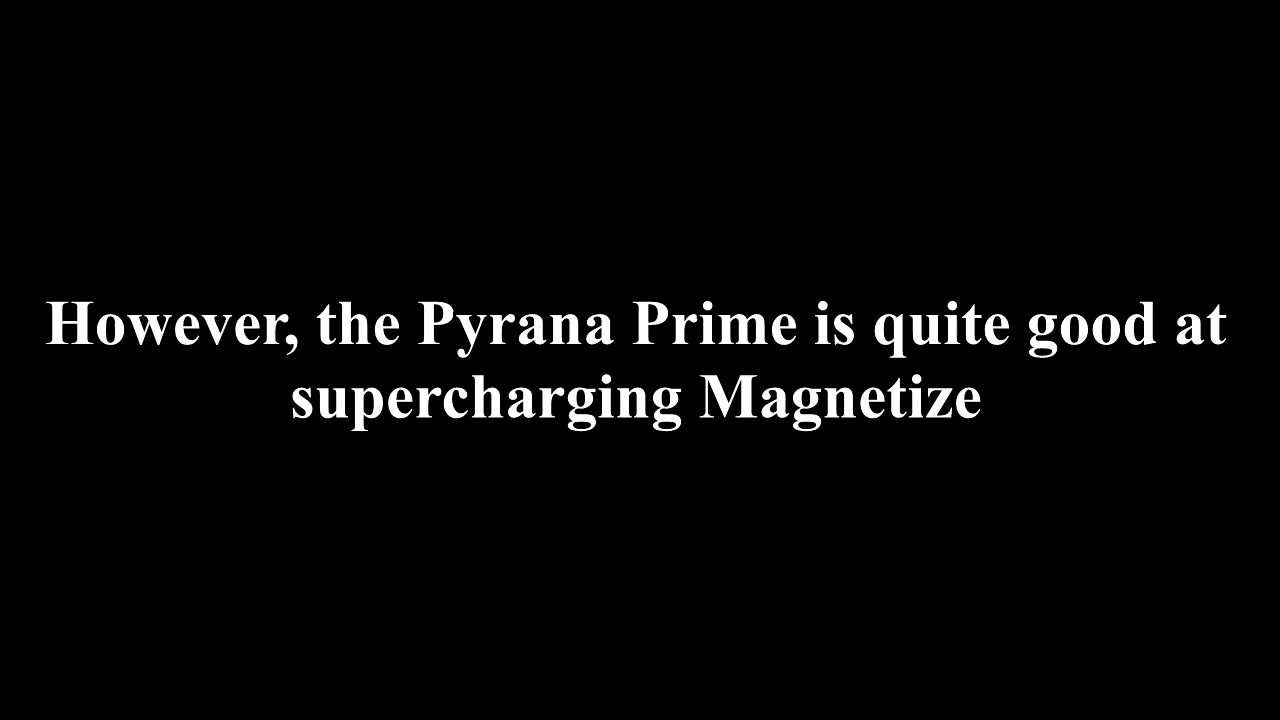 However, the Pyrana Prime is quite good at
supercharging Magnetize